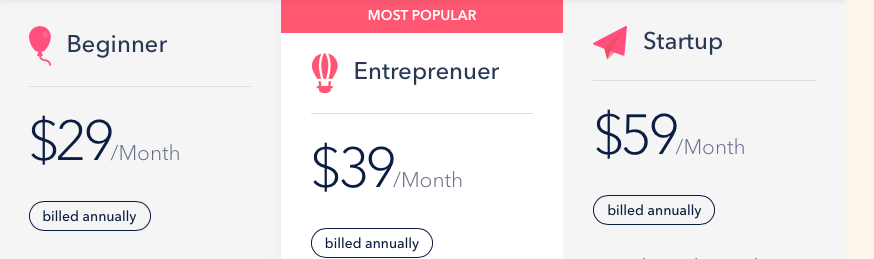 Beginner
$29/Month
billed annually
MOST POPULAR
Entreprenuer
$39/Month
billed annually
Startup
$59/Month
billed annually